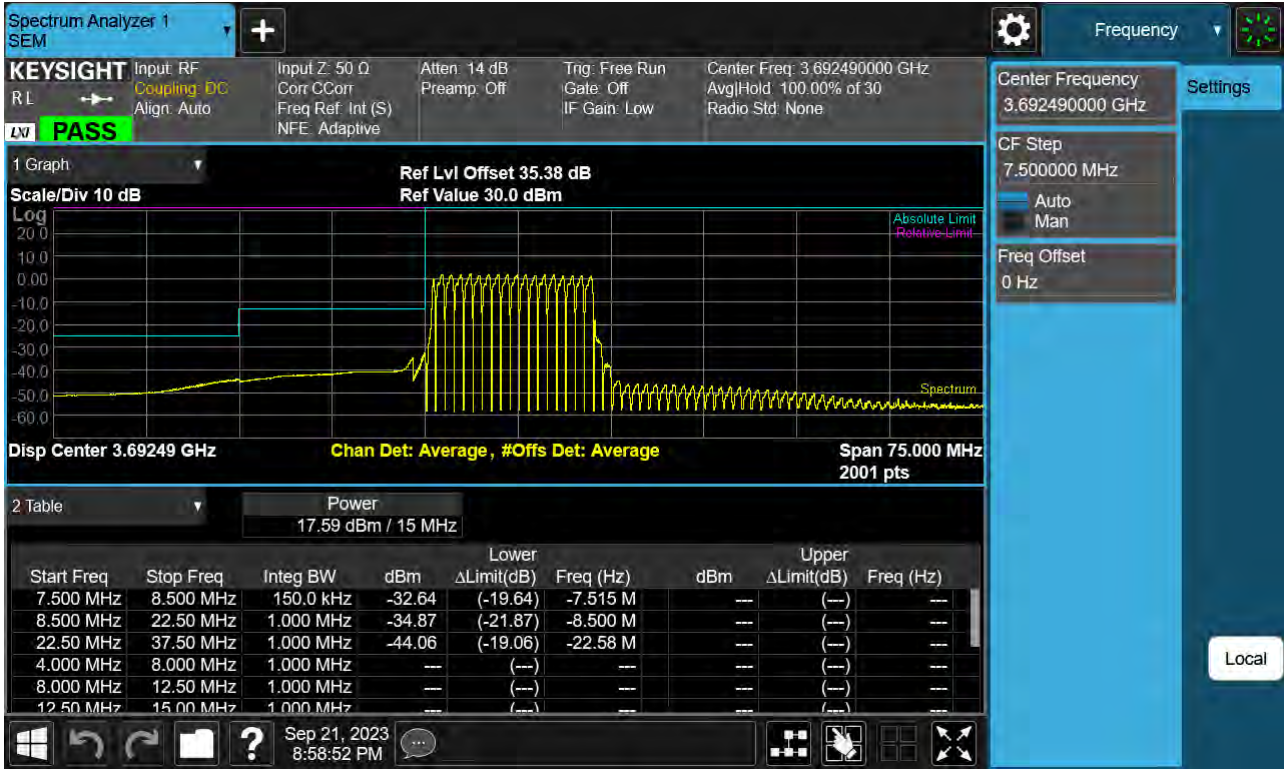 Spectrum Analyzer 1
SEM
Frequency
KEYSIGHT
Input: RF
Coupling: DC
Align: Auto
Input Z: 50 Ω
Corr CCorr
Freq Ref: Int (S)
NFE: Adaptive
Atten: 14 dB
Preamp: Off
Trig: Free Run
Gate: Off
IF Gain: Low
Center Freq: 3.692490000 GHz
Avg|Hold: 100.00% of 30
Radio Std: None
R L
LXI PASS
Center Frequency
3.692490000 GHz
Settings
CF Step
7.500000 MHz
Auto
Man
Freq Offset
0 Hz
Local
1 Graph
Scale/Div 10 dB
Ref Lvl Offset 35.38 dB
Ref Value 30.0 dBm
Log
Absolute Limit
Relative Limit
20.0
10.0
0.00
-10.0
-20.0
-30.0
-40.0
-50.0
-60.0
Spectrum
Disp Center 3.69249 GHz
Chan Det: Average, #Offs Det: Average
Span 75.000 MHz
2001 pts
2 Table
Power
17.59 dBm / 15 MHz
Lower Upper
Start Freq Stop Freq Integ BW dBm ΔLimit(dB) Freq (Hz) dBm ΔLimit(dB) Freq (Hz)
7.500 MHz 8.500 MHz 150.0 kHz -32.64 (-19.64) -7.515 M --- (---) ---
8.500 MHz 22.50 MHz 1.000 MHz -34.87 (-21.87) -8.500 M --- (---) ---
22.50 MHz 37.50 MHz 1.000 MHz -44.06 (-19.06) -22.58 M --- (---) ---
4.000 MHz 8.000 MHz 1.000 MHz --- (---) --- --- (---) ---
8.000 MHz 12.50 MHz 1.000 MHz --- (---) --- --- (---) ---
12.50 MHz 15.00 MHz 1.000 MHz --- (---) --- --- (---) ---
Sep 21, 2023
8:58:52 PM